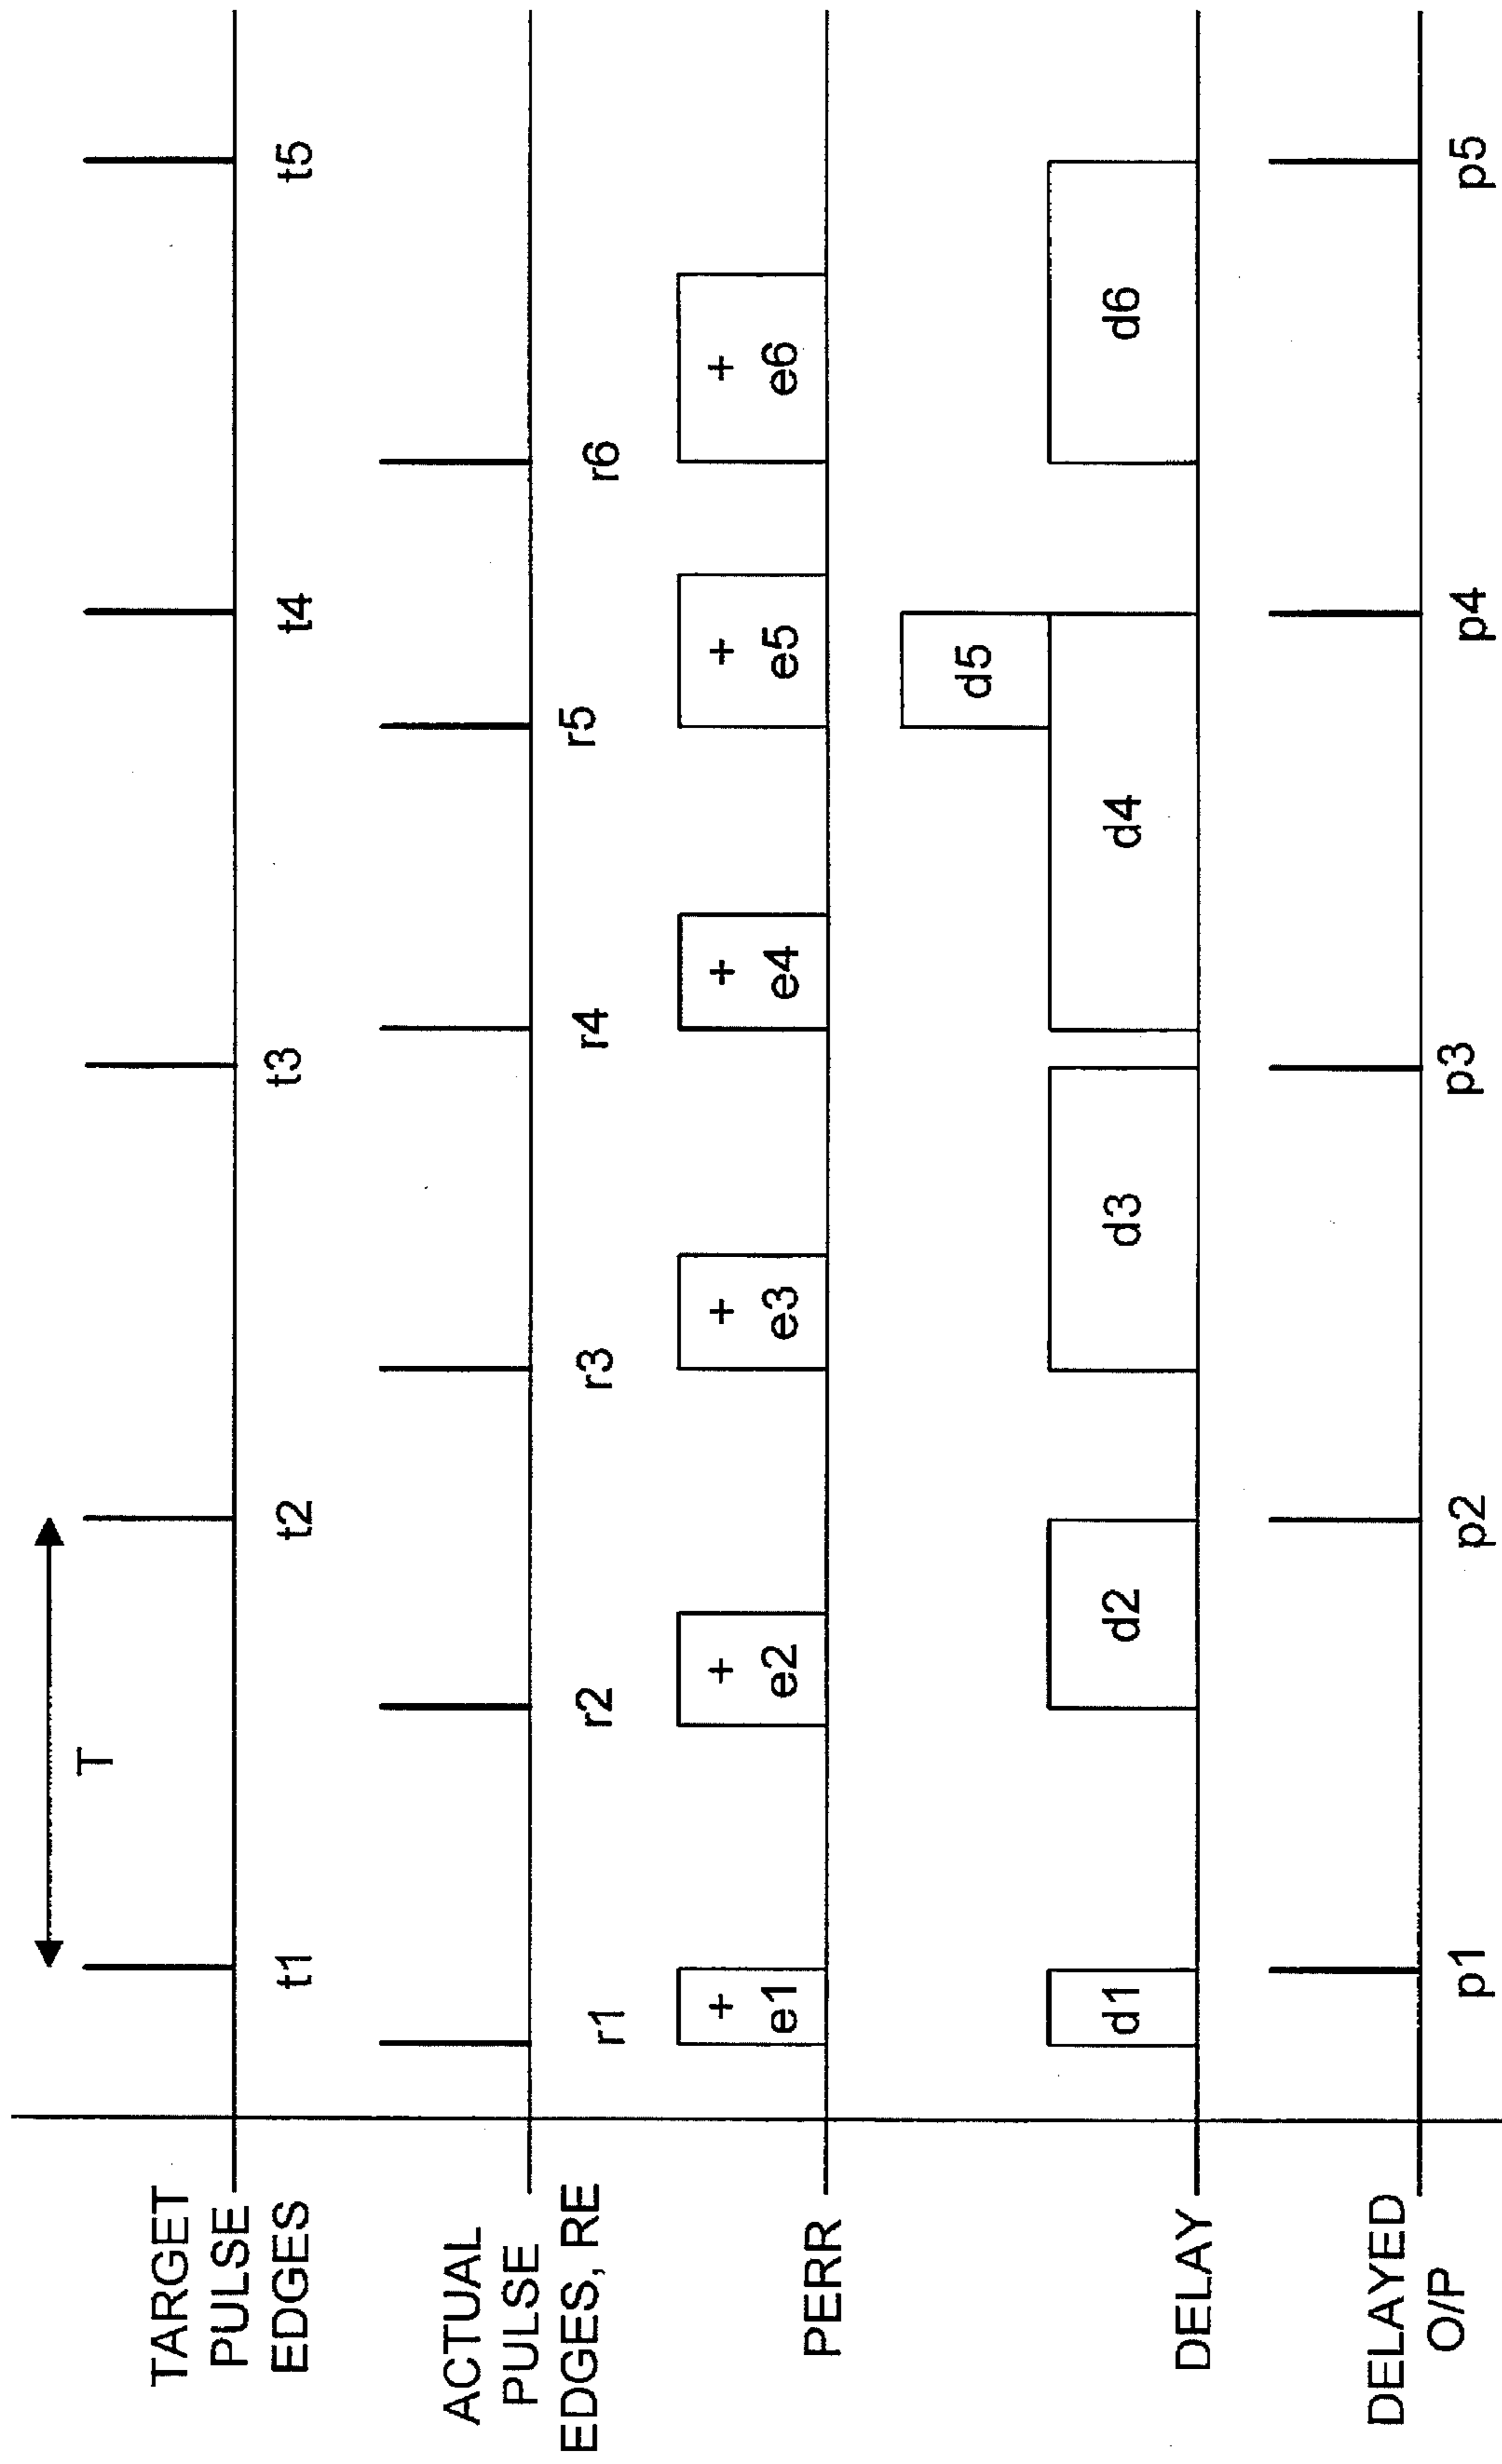 T
TARGET
PULSE
EDGES
t1 t2 t3 t4 t5
ACTUAL
PULSE
EDGES, RE
r1 r2 r3 r4 r5 r6
PERR
+ + + + + +
e1 e2 e3 e4 e5 e6
d5
DELAY
d1 d2 d3 d4 d6
DELAYED
O/P
p1 p2 p3 p4 p5